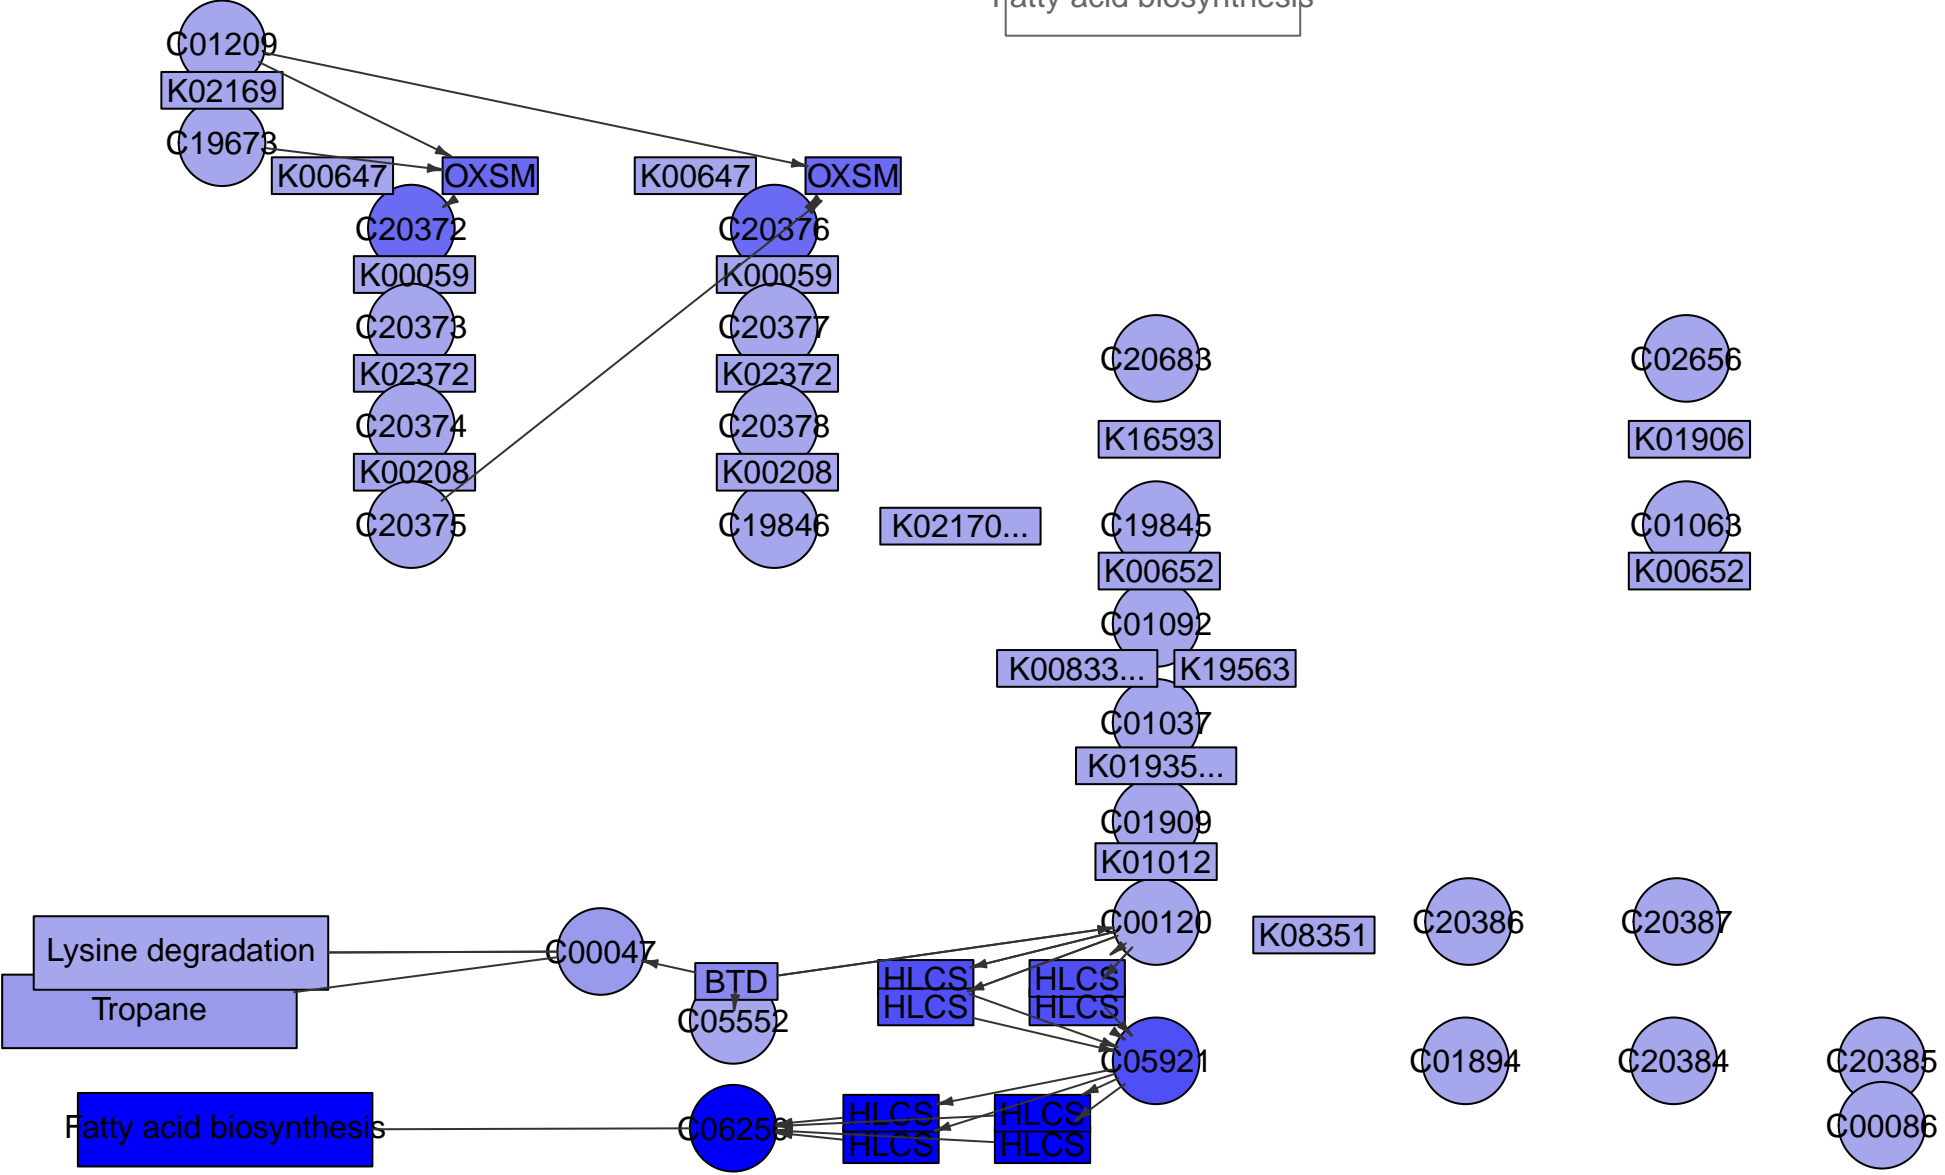 Fatty acid biosynthesis
C01209
K02169
C19673
K00647
OXSM
K00647
OXSM
C20372
C20376
K00059
K00059
C20373
C20377
C20683
C02656
K02372
K02372
C20374
C20378
K16593
K01906
K00208
K00208
C20375
C19846
K02170...
C19845
C01063
K00652
K00652
C01092
K00833...
K19563
C01037
K01935...
C01909
K01012
C00120
K08351
C20386
C20387
Lysine degradation
C00047
BTD
HLCS
HLCS
Tropane
C05552
HLCS
HLCS
C05921
C01894
C20384
C20385
Fatty acid biosynthesis
C06250
HLCS
HLCS
C00086
HLCS
HLCS